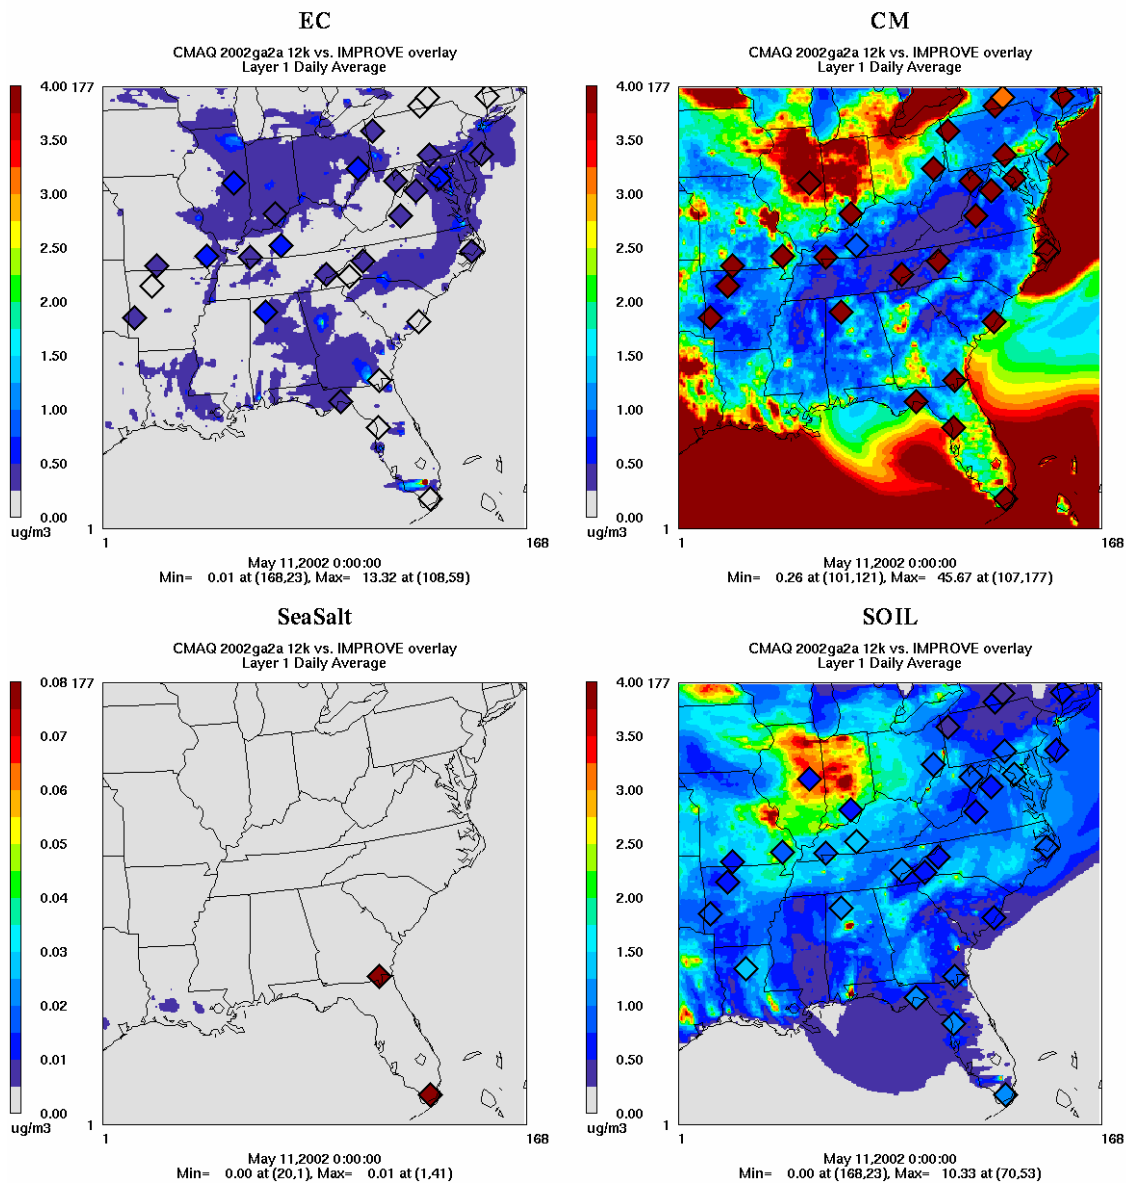 EC
CMAQ 2002ga2a 12k vs. IMPROVE overlay
Layer 1 Daily Average
4.00 177
3.50
3.00
2.50
2.00
1.50
1.00
0.50
0.00
ug/m3
1
1 168
May 11,2002 0:00:00
Min= 0.01 at (168,23), Max= 13.32 at (108,59)
CM
CMAQ 2002ga2a 12k vs. IMPROVE overlay
Layer 1 Daily Average
4.00 177
3.50
3.00
2.50
2.00
1.50
1.00
0.50
0.00
ug/m3
1
1 168
May 11,2002 0:00:00
Min= 0.26 at (101,121), Max= 45.67 at (107,177)
SeaSalt
CMAQ 2002ga2a 12k vs. IMPROVE overlay
Layer 1 Daily Average
0.08 177
0.07
0.06
0.05
0.04
0.03
0.02
0.01
0.00
ug/m3
1
1 168
May 11,2002 0:00:00
Min= 0.00 at (20,1), Max= 0.01 at (1,41)
SOIL
CMAQ 2002ga2a 12k vs. IMPROVE overlay
Layer 1 Daily Average
4.00 177
3.50
3.00
2.50
2.00
1.50
1.00
0.50
0.00
ug/m3
1
1 168
May 11,2002 0:00:00
Min= 0.00 at (168,23), Max= 10.33 at (70,53)